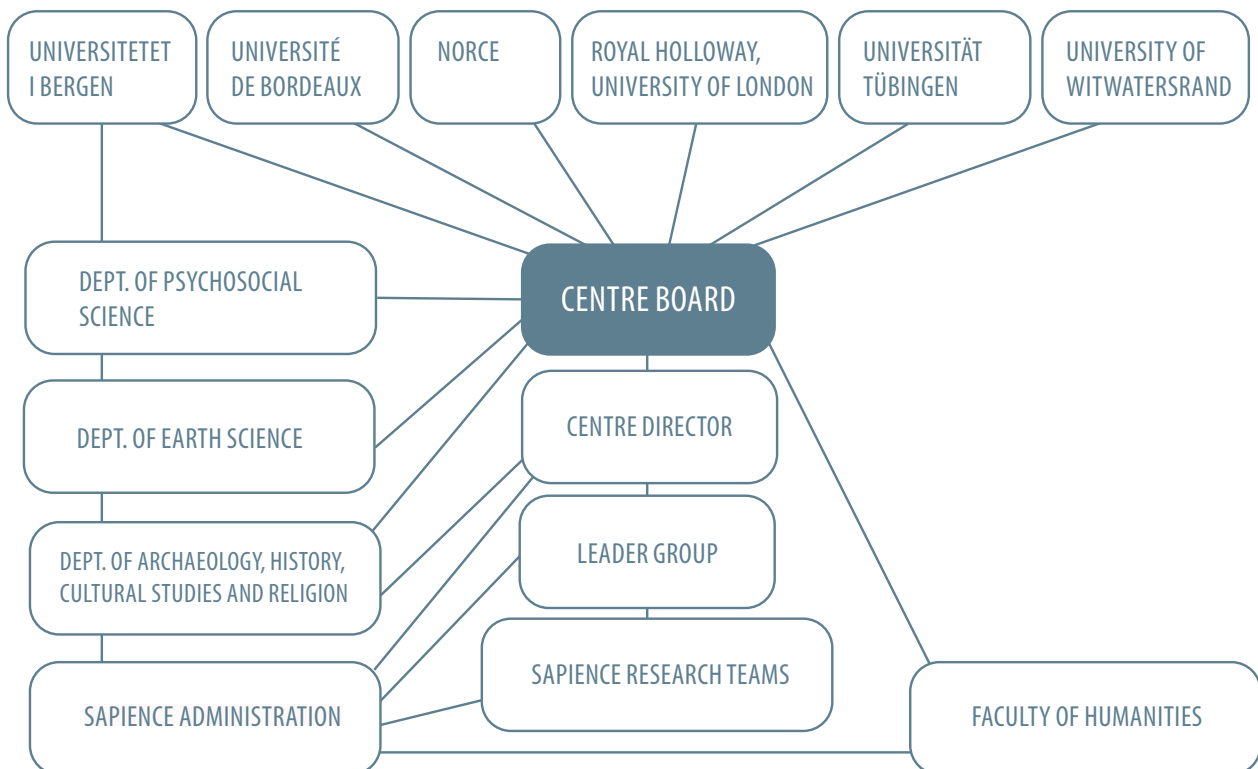 UNIVERSITETET
I BERGEN
UNIVERSITÉ
DE BORDEAUX
NORCE
ROYAL HOLLOWAY,
UNIVERSITY OF LONDON
UNIVERSITÄT
TÜBINGEN
UNIVERSITY OF
WITWATERSRAND
DEPT. OF PSYCHOSOCIAL
SCIENCE
CENTRE BOARD
DEPT. OF EARTH SCIENCE
CENTRE DIRECTOR
DEPT. OF ARCHAEOLOGY, HISTORY,
CULTURAL STUDIES AND RELIGION
LEADER GROUP
SAPIENCE RESEARCH TEAMS
SAPIENCE ADMINISTRATION
FACULTY OF HUMANITIES